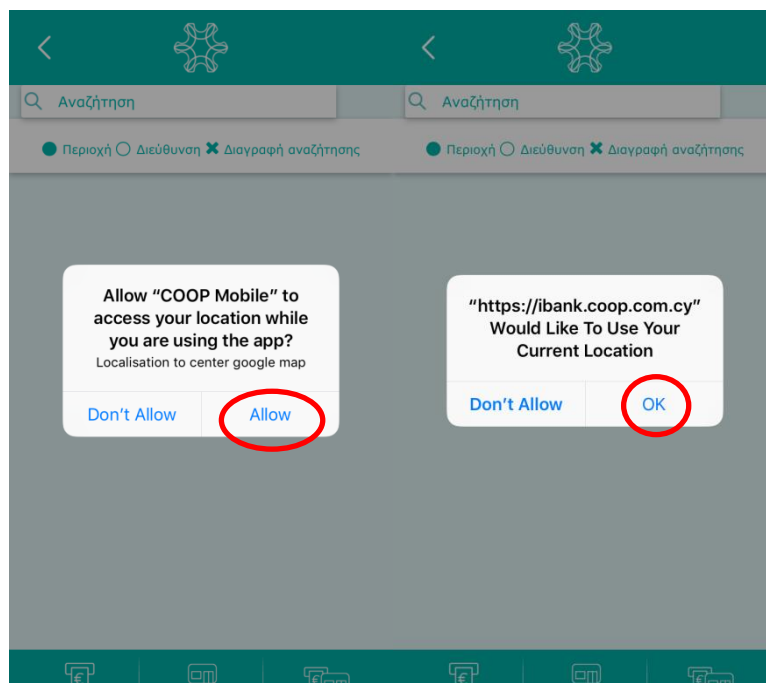 Αναζήτηση
Περιοχή Διεύθυνση ✖ Διαγραφή αναζήτησης
Allow “COOP Mobile” to
access your location while
you are using the app?
Localisation to center google map
Don’t Allow Allow
Αναζήτηση
Περιοχή Διεύθυνση ✖ Διαγραφή αναζήτησης
“https://ibank.coop.com.cy”
Would Like To Use Your
Current Location
Don’t Allow OK